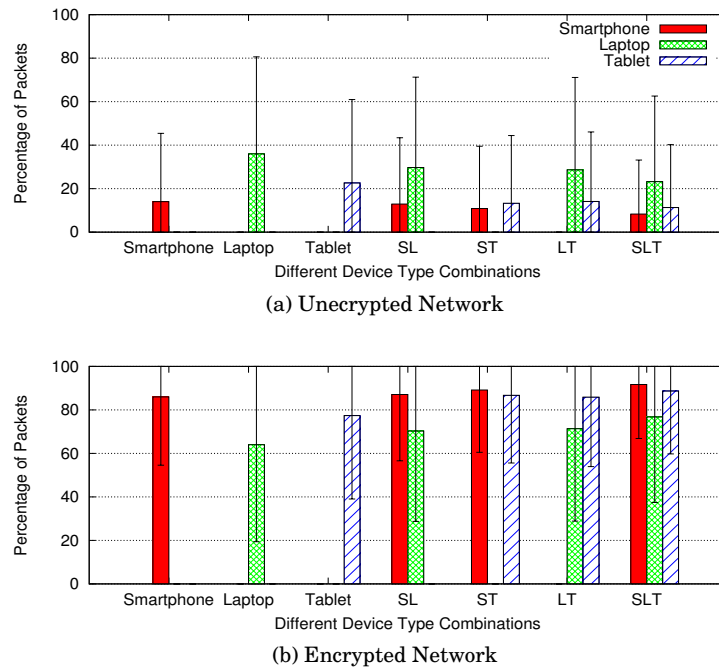 100
80
60
40
20
0
Percentage of Packets
Smartphone
Laptop
Tablet
Smartphone Laptop Tablet SL ST LT SLT
Different Device Type Combinations
(a) Unecrypted Network
100
80
60
40
20
0
Percentage of Packets
Smartphone Laptop Tablet SL ST LT SLT
Different Device Type Combinations
(b) Encrypted Network